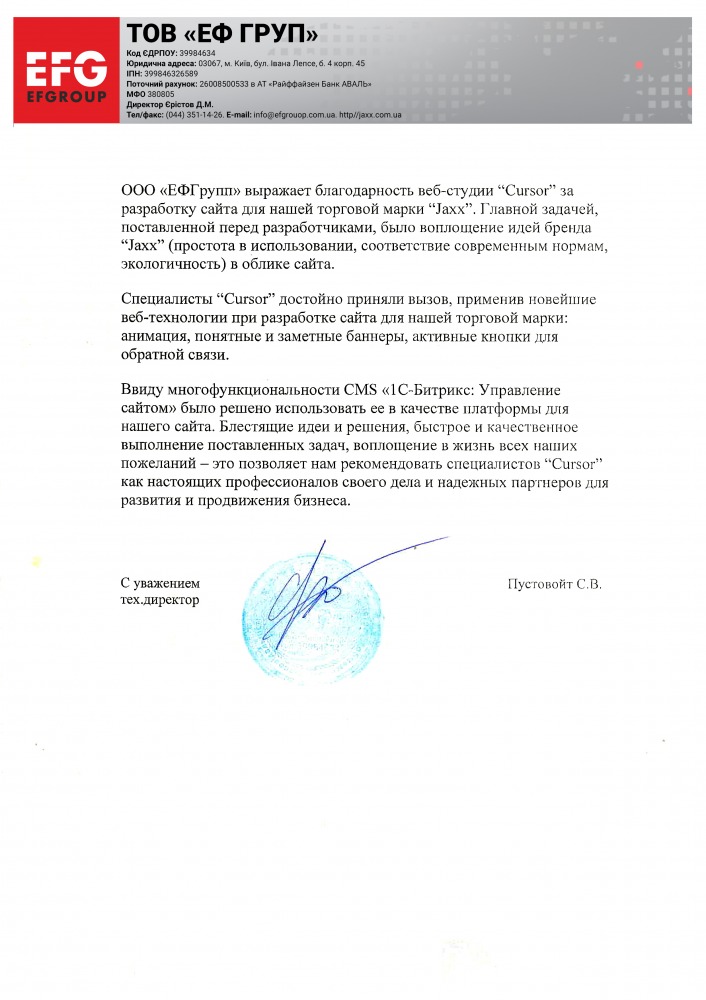 ТОВ «ЕФ ГРУП»
Код ЄДРПОУ: 39984634
Юридична адреса: 03067, м. Київ, бул. Івана Лепсе, б. 4 корп. 45
ІПН: 399846326589
Поточний рахунок: 26008500533 в АТ «Райффайзен Банк АВАЛЬ»
МФО 380805
Директор Єрістов Д.М.
Тел/факс: (044) 351-14-26. E-mail: info@efgrouop.com.ua. http//jaxx.com.ua
EFG
EFGROUP
ООО «ЕФГрупп» выражает благодарность веб-студии “Cursor” за
разработку сайта для нашей торговой марки “Jaxx”. Главной задачей,
поставленной перед разработчиками, было воплощение идей бренда
“Jaxx” (простота в использовании, соответствие современным нормам,
экологичность) в облике сайта.
Специалисты “Cursor” достойно приняли вызов, применив новейшие
веб-технологии при разработке сайта для нашей торговой марки:
анимация, понятные и заметные баннеры, активные кнопки для
обратной связи.
Ввиду многофункциональности CMS «1С-Битрикс: Управление
сайтом» было решено использовать ее в качестве платформы для
нашего сайта. Блестящие идеи и решения, быстрое и качественное
выполнение поставленных задач, воплощение в жизнь всех наших
пожеланий – это позволяет нам рекомендовать специалистов “Cursor”
как настоящих профессионалов своего дела и надежных партнеров для
развития и продвижения бизнеса.
С уважением Пустовойт С.В.
тех.директор